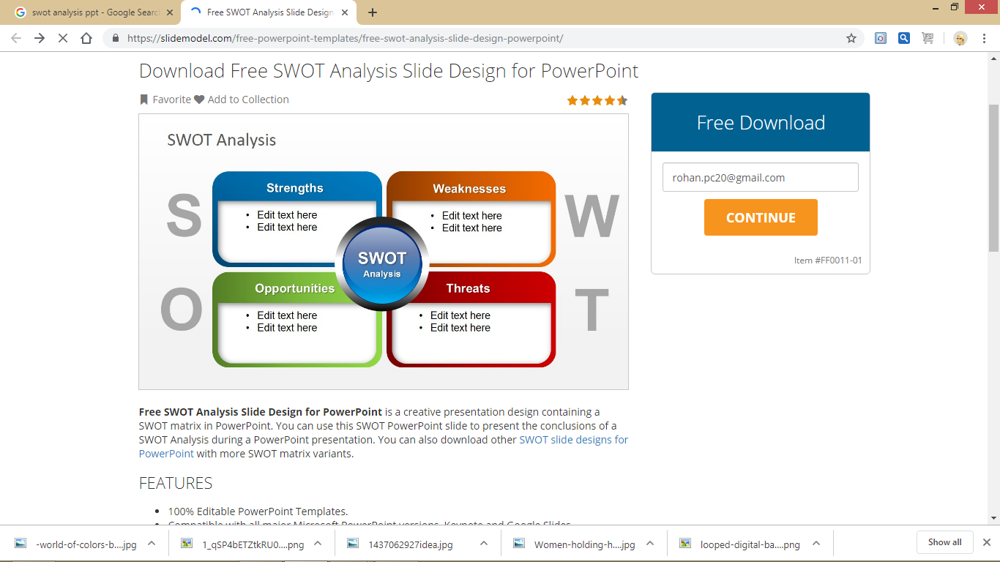 swot analysis ppt - Google Searc
Free SWOT Analysis Slide Design
https://slidemodel.com/free-powerpoint-templates/free-swot-analysis-slide-design-powerpoint/
Download Free SWOT Analysis Slide Design for PowerPoint
Favorite Add to Collection
SWOT Analysis
S
Strengths
• Edit text here
• Edit text here
Weaknesses
• Edit text here
• Edit text here
W
SWOT
Analysis
O
Opportunities
• Edit text here
• Edit text here
Threats
• Edit text here
• Edit text here
T
Free Download
rohan.pc20@gmail.com
CONTINUE
Item #FF0011-01
Free SWOT Analysis Slide Design for PowerPoint is a creative presentation design containing a
SWOT matrix in PowerPoint. You can use this SWOT PowerPoint slide to present the conclusions of a
SWOT Analysis during a PowerPoint presentation. You can also download other SWOT slide designs for
PowerPoint with more SWOT matrix variants.
FEATURES
• 100% Editable PowerPoint Templates.
• Compatible with all major Microsoft PowerPoint versions, Keynote and Google Slides.
-world-of-colors-b....jpg
1_qSP4bETZtkRU0....png
1437062927idea.jpg
Women-holding-h....jpg
looped-digital-ba....png
Show all